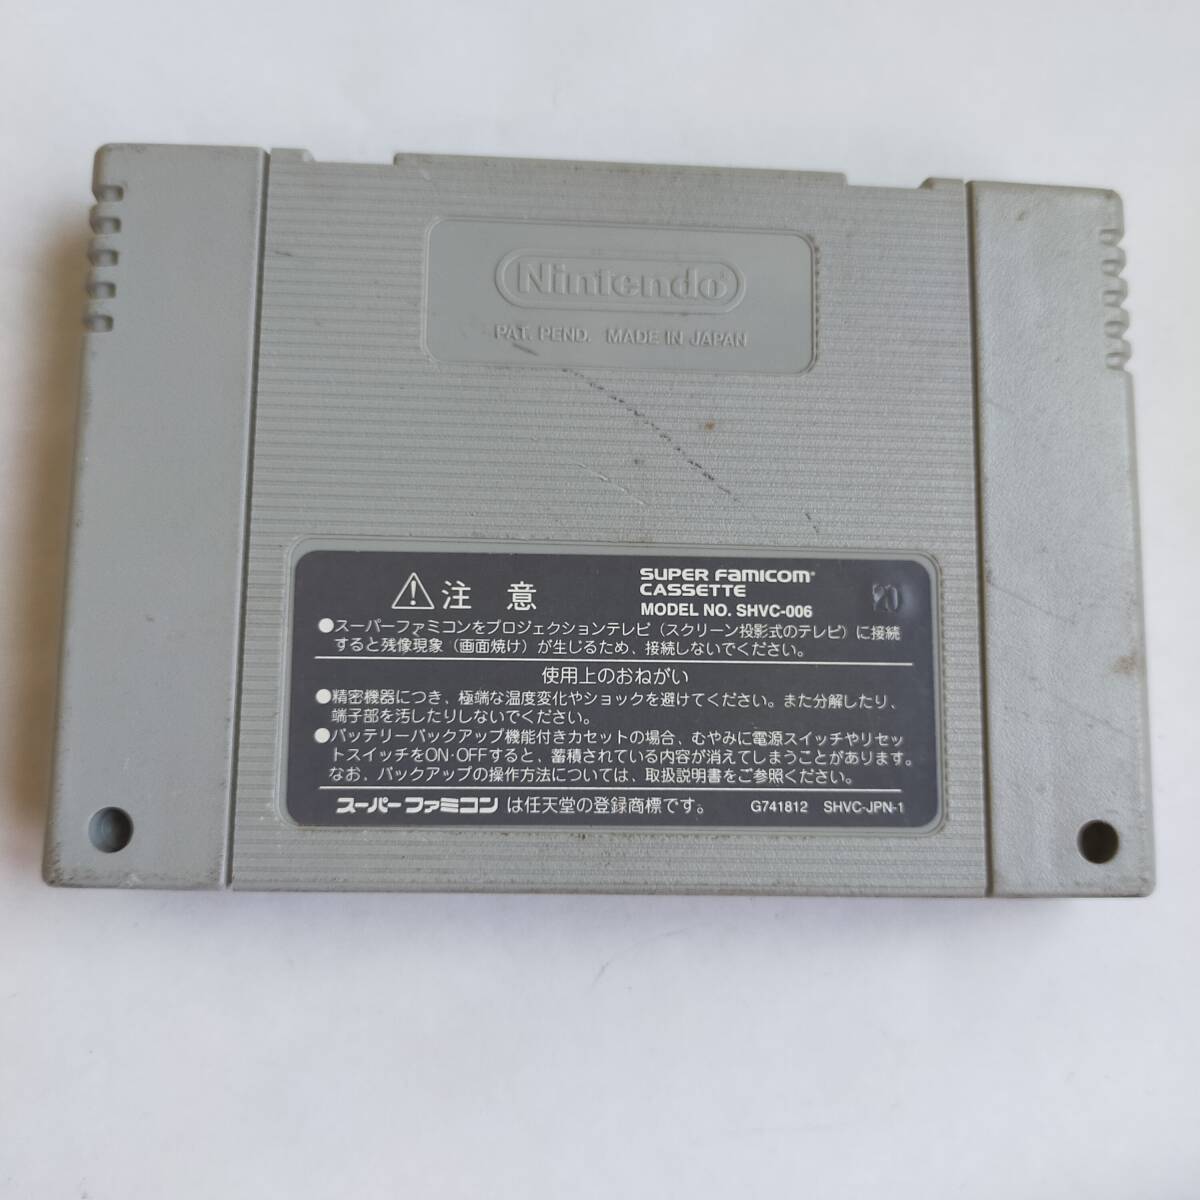 Nintendo®
PAT. PEND. MADE IN JAPAN
⚠注意
SUPER FAMICOM®
CASSETTE
MODEL NO. SHVC-006
20
●スーパーファミコンをプロジェクションテレビ（スクリーン投影式のテレビ）に接続
すると残像現象（画面焼け）が生じるため、接続しないでください。
使用上のおねがい
●精密機器につき、極端な温度変化やショックを避けてください。また分解したり、
端子部を汚したりしないでください。
●バッテリーバックアップ機能付きカセットの場合、むやみに電源スイッチやリセッ
トスイッチをON・OFFすると、蓄積されている内容が消えてしまうことがあります。
なお、バックアップの操作方法については、取扱説明書をご参照ください。
スーパーファミコンは任天堂の登録商標です。 G741812 SHVC-JPN-1